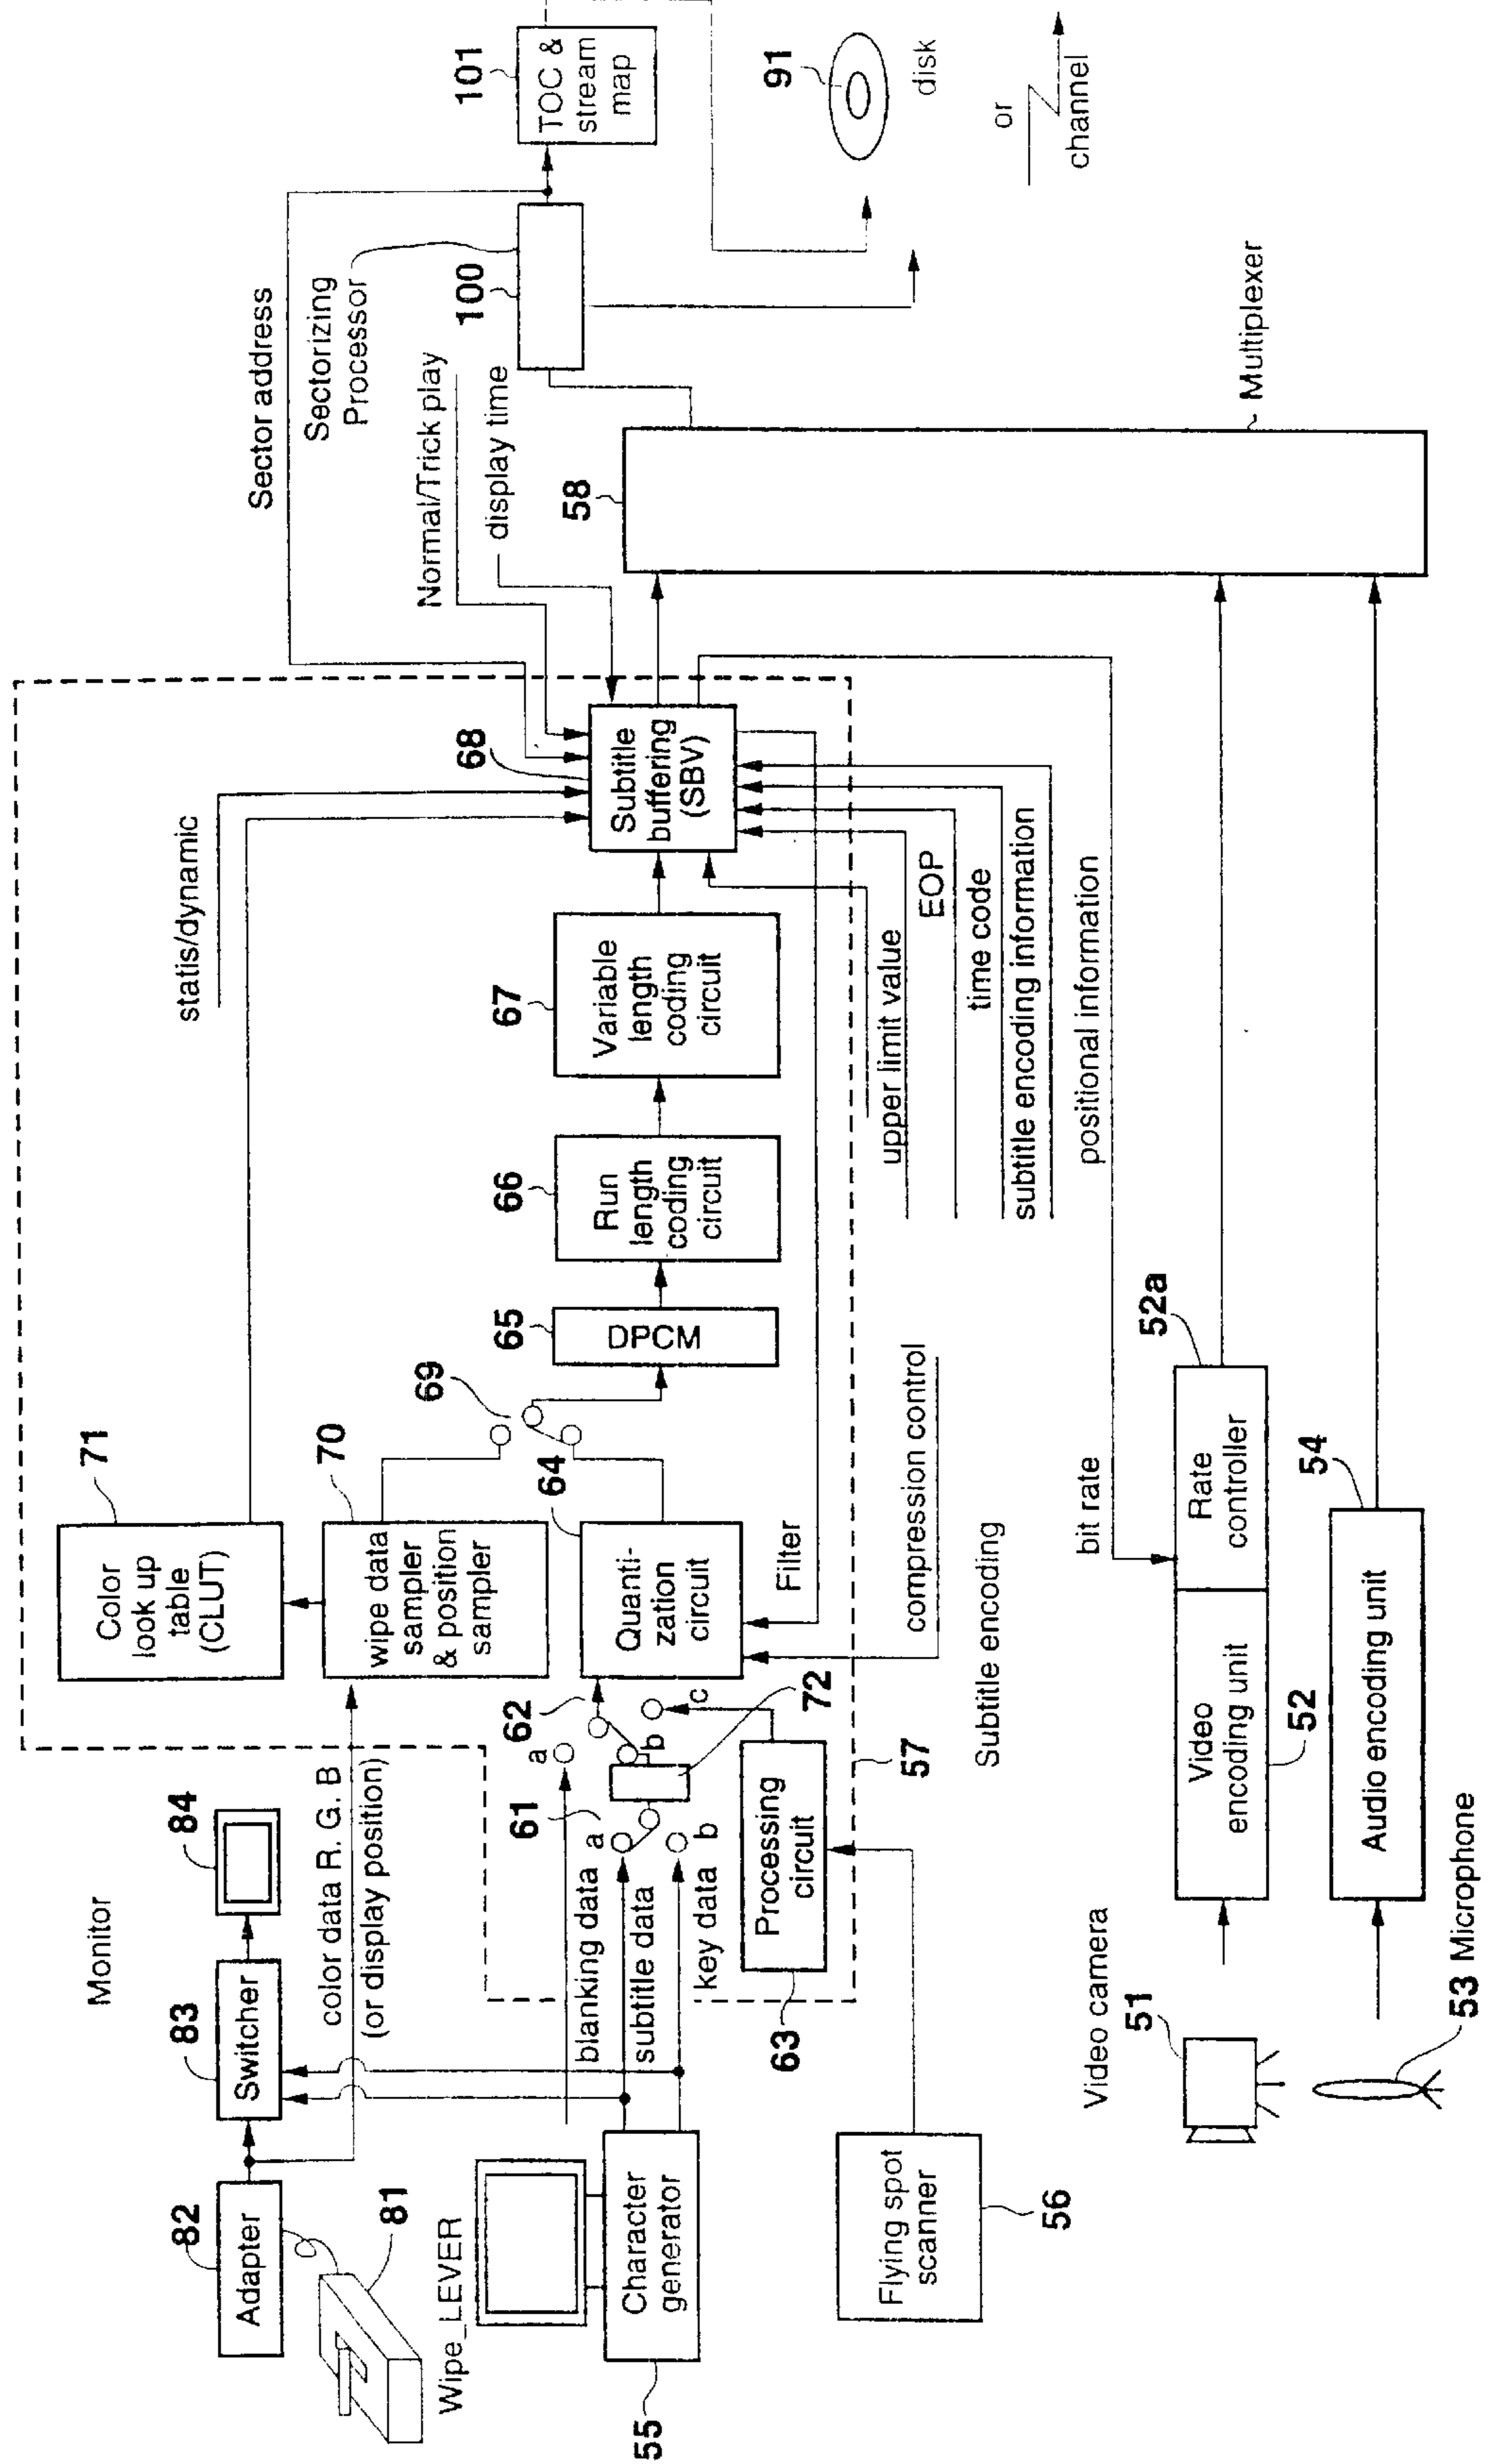 Monitor
84
83
Switcher
82
Adapter
81
Wipe_LEVER
color data R. G. B
(or display position)
Character
generator
55
blanking data
subtitle data
key data
a
b
61
a
b
c
62
72
Processing
circuit
63
57
Flying spot
scanner
56
Video camera
51
53
Microphone
71
Color
look up
table
(CLUT)
70
wipe data
sampler
& position
sampler
64
Quanti-
zation
circuit
69
Filter
compression control
Subtitle encoding
65
DPCM
66
Run
length
coding
circuit
67
Variable
length
coding
circuit
68
Subtitle
buffering
(SBV)
statis/dynamic
upper limit value
EOP
time code
subtitle encoding information
positional information
bit rate
Video
encoding unit
52
Rate
controller
52a
Audio encoding unit
54
Sector address
Normal/Trick play
display time
58
Multiplexer
Sectorizing
Processor
100
101
TOC &
stream
map
91
disk
or
channel